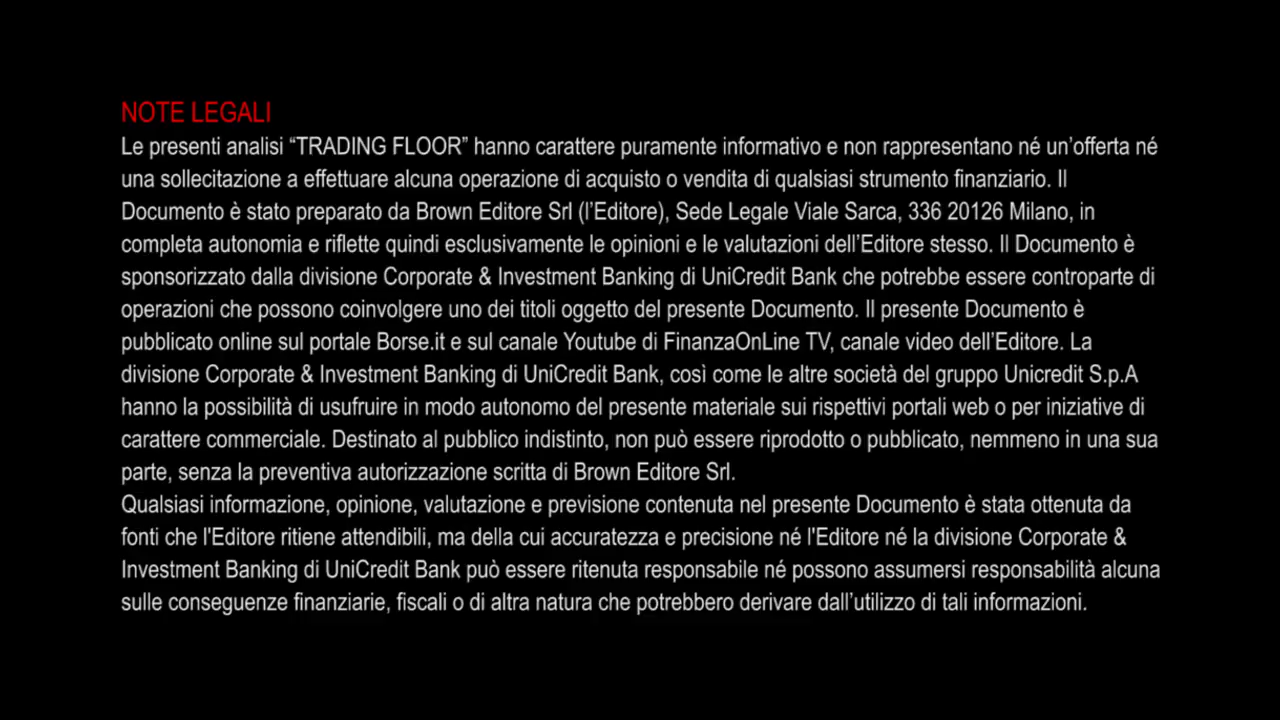 NOTE LEGALI
Le presenti analisi “TRADING FLOOR” hanno carattere puramente informativo e non rappresentano né un’offerta né
una sollecitazione a effettuare alcuna operazione di acquisto o vendita di qualsiasi strumento finanziario. Il
Documento è stato preparato da Brown Editore Srl (l’Editore), Sede Legale Viale Sarca, 336 20126 Milano, in
completa autonomia e riflette quindi esclusivamente le opinioni e le valutazioni dell’Editore stesso. Il Documento è
sponsorizzato dalla divisione Corporate & Investment Banking di UniCredit Bank che potrebbe essere controparte di
operazioni che possono coinvolgere uno dei titoli oggetto del presente Documento. Il presente Documento è
pubblicato online sul portale Borse.it e sul canale Youtube di FinanzaOnLine TV, canale video dell’Editore. La
divisione Corporate & Investment Banking di UniCredit Bank, così come le altre società del gruppo Unicredit S.p.A
hanno la possibilità di usufruire in modo autonomo del presente materiale sui rispettivi portali web o per iniziative di
carattere commerciale. Destinato al pubblico indistinto, non può essere riprodotto o pubblicato, nemmeno in una sua
parte, senza la preventiva autorizzazione scritta di Brown Editore Srl.
Qualsiasi informazione, opinione, valutazione e previsione contenuta nel presente Documento è stata ottenuta da
fonti che l'Editore ritiene attendibili, ma della cui accuratezza e precisione né l'Editore né la divisione Corporate &
Investment Banking di UniCredit Bank può essere ritenuta responsabile né possono assumersi responsabilità alcuna
sulle conseguenze finanziarie, fiscali o di altra natura che potrebbero derivare dall’utilizzo di tali informazioni.